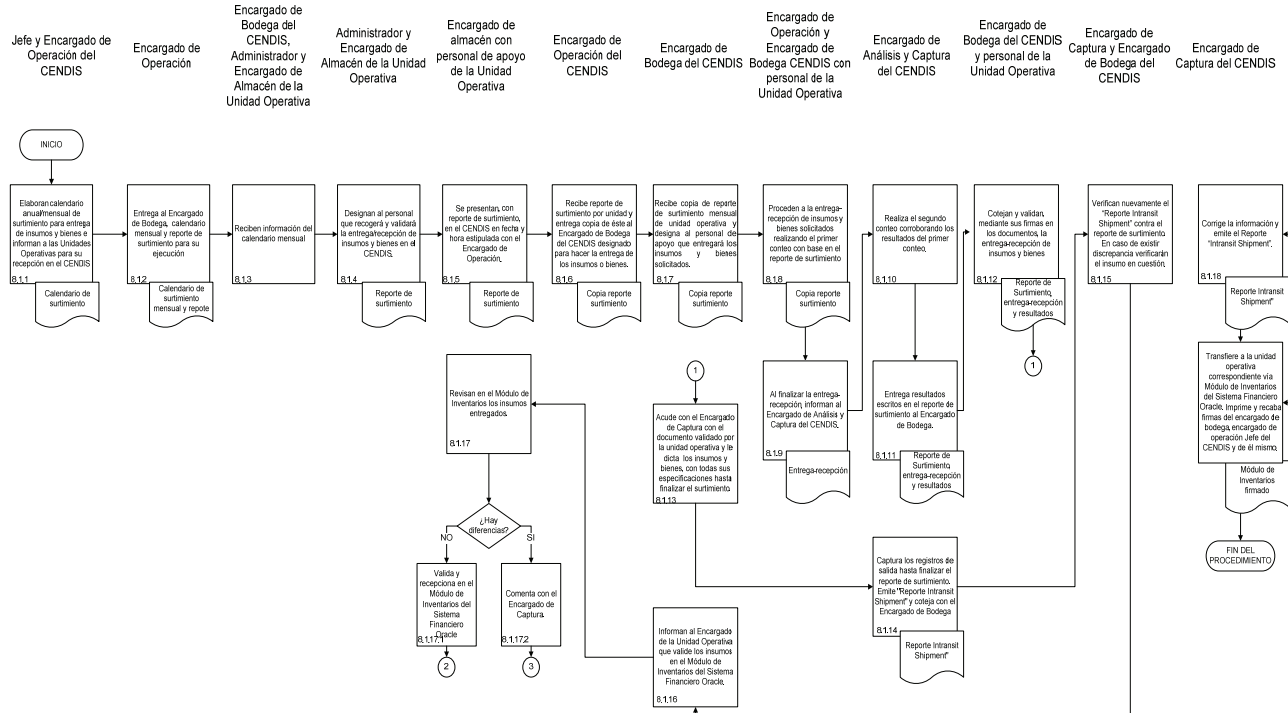 Jefe y Encargado de
Operación del
CENDIS
Encargado de
Operación
Encargado de
Bodega del
CENDIS,
Administrador y
Encargado de
Almacén de la
Unidad Operativa
Administrador y
Encargado de
Almacén de la Unidad
Operativa
Encargado de
almacén con
personal de apoyo
de la Unidad
Operativa
Encargado de
Operación del
CENDIS
Encargado de
Bodega del CENDIS
Encargado de
Operación y
Encargado de
Bodega CENDIS con
personal de la
Unidad Operativa
Encargado de
Análisis y Captura
del CENDIS
Encargado de
Bodega del CENDIS
y personal de la
Unidad Operativa
Encargado de
Captura y Encargado
de Bodega del
CENDIS
Encargado de
Captura del CENDIS
INICIO
Elaboran calendario
anual/mensual de
surtimiento para entrega
de insumos y bienes e
informan a las Unidades
Operativas para su
recepción en el CENDIS
8.1.1
Calendario de
surtimiento
Entrega al Encargado
de Bodega, calendario
mensual y reporte de
surtimiento para su
ejecución
8.1.2
Calendario de
surtimiento
mensual y repote
Reciben información del
calendario mensual
8.1.3
Designan al personal
que recogerá y validará
la entrega/recepción de
insumos y bienes en el
CENDIS.
8.1.4
Reporte de
surtimiento
Se presentan, con
reporte de surtimiento,
en el CENDIS en fecha y
hora estipulada con el
Encargado de
Operación.
8.1.5
Reporte de
surtimiento
Recibe reporte de
surtimiento por unidad y
entrega copia de éste al
Encargado de Bodega
del CENDIS designado
para hacer la entrega de
los insumos o bienes.
8.1.6
Copia reporte
surtimiento
Recibe copia de reporte
de surtimiento mensual
de unidad operativa y
designa al personal de
apoyo que entregará los
insumos y bienes
solicitados.
8.1.7
Copia reporte
surtimiento
Proceden a la entrega-
recepción de insumos y
bienes solicitados
realizando el primer
conteo con base en el
reporte de surtimiento
8.1.8
Copia reporte
surtimiento
Realiza el segundo
conteo corroborando los
resultados del primer
conteo.
8.1.10
Cotejan y validan,
mediante sus firmas en
los documentos, la
entrega-recepción de
insumos y bienes
8.1.12
Reporte de
Surtimiento,
entrega-recepción
y resultados
1
Verifican nuevamente el
"Reporte Intransit
Shipment" contra el
reporte de surtimiento.
En caso de existir
discrepancia verificarán
el insumo en cuestión.
8.1.15
Corrige la información y
emite el Reporte
"Intransit Shipment".
8.1.18
Reporte Intransit
Shipment"
Revisan en el Módulo de
Inventarios los insumos
entregados.
8.1.17
1
Acude con el Encargado
de Captura con el
documento validado por
la unidad operativa y le
dicta los insumos y
bienes, con todas sus
especificaciones hasta
finalizar el surtimiento.
8.1.13
Al finalizar la entrega-
recepción, informan al
Encargado de Análisis y
Captura del CENDIS.
8.1.9
Entrega-recepción
Entrega resultados
escritos en el reporte de
surtimiento al Encargado
de Bodega.
8.1.11
Reporte de
Surtimiento,
entrega-recepción
y resultados
Transfiere a la unidad
operativa
correspondiente vía
Módulo de Inventarios
del Sistema Financiero
Oracle. Imprime y recaba
firmas del encargado de
bodega, encargado de
operación Jefe del
CENDIS y de él mismo.
Módulo de
Inventarios
firmado
FIN DEL
PROCEDIMIENTO
¿Hay
diferencias?
NO
SI
Valida y
recepciona en el
Módulo de
Inventarios del
Sistema
Financiero
Oracle
8.1.17.1
2
Comenta con el
Encargado de
Captura.
8.1.17.2
3
Informan al Encargado
de la Unidad Operativa
que valide los insumos
en el Módulo de
Inventarios del Sistema
Financiero Oracle.
8.1.16
Captura los registros de
salida hasta finalizar el
reporte de surtimiento.
Emite "Reporte Intransit
Shipment" y coteja con el
Encargado de Bodega
8.1.14
Reporte Intransit
Shipment"